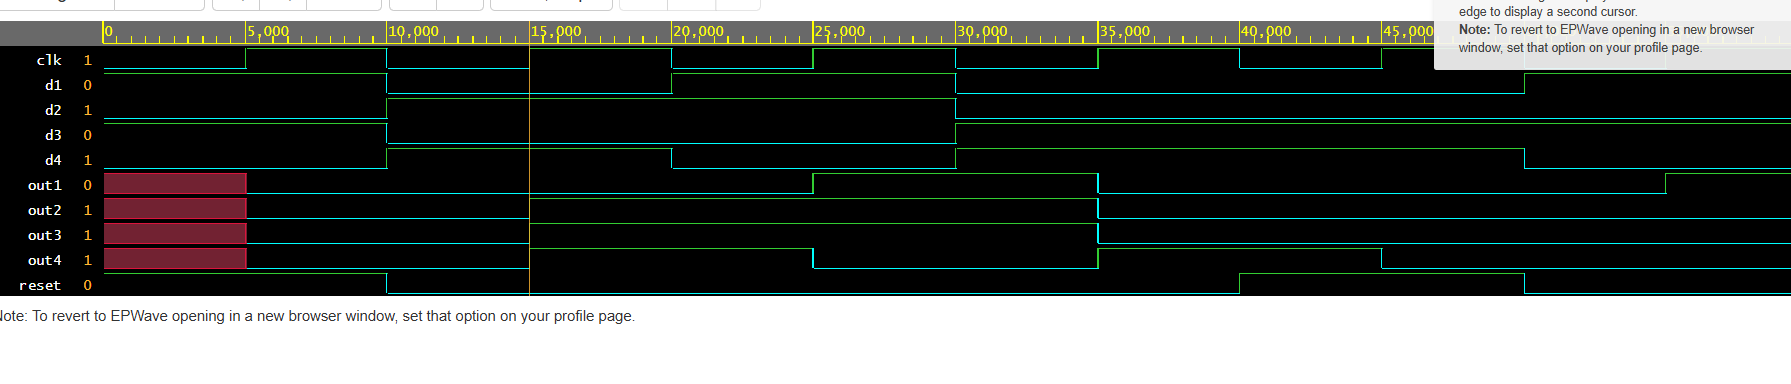 edge to display a second cursor.
Note: To revert to EPWave opening in a new browser
window, set that option on your profile page.
0 5,000 10,000 15,000 20,000 25,000 30,000 35,000 40,000 45,000
clk 1
d1 0
d2 1
d3 0
d4 1
out1 0
out2 1
out3 1
out4 1
reset 0
Note: To revert to EPWave opening in a new browser window, set that option on your profile page.